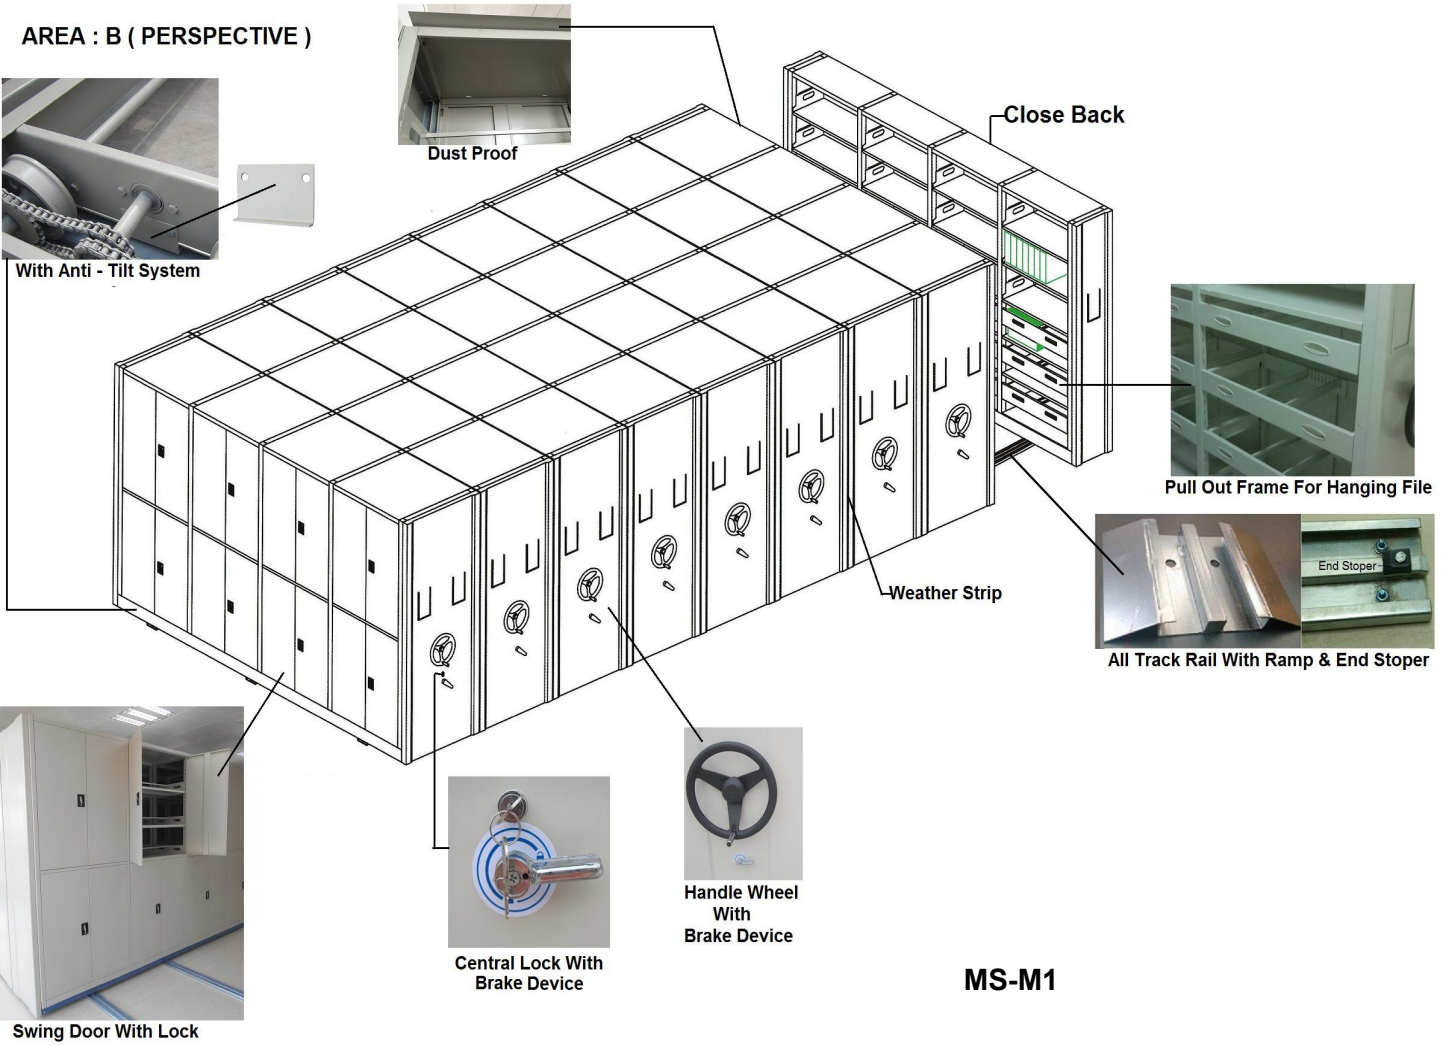 AREA : B ( PERSPECTIVE )
Dust Proof
Close Back
With Anti - Tilt System
Pull Out Frame For Hanging File
End Stoper
Weather Strip
All Track Rail With Ramp & End Stoper
Handle Wheel
With
Brake Device
Central Lock With
Brake Device
MS-M1
Swing Door With Lock